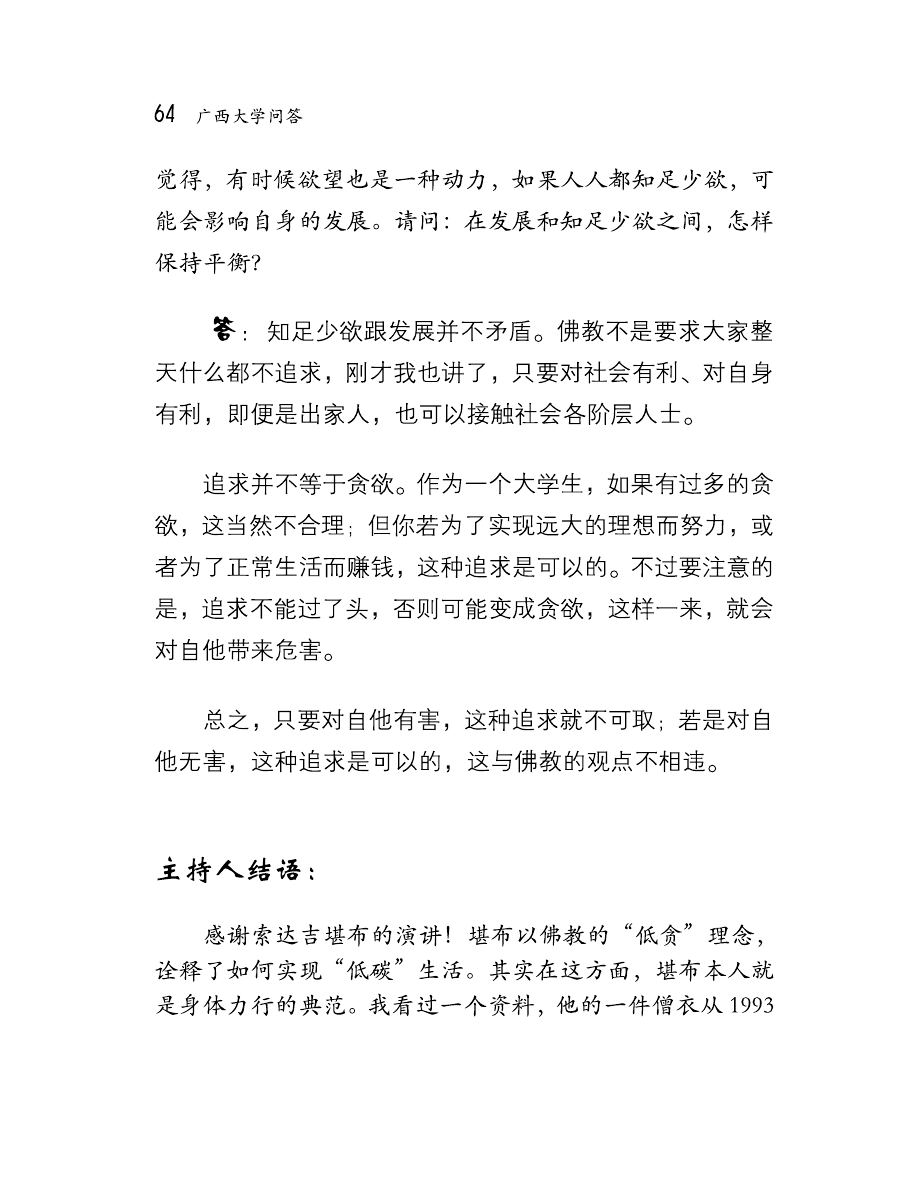 64 广西大学问答
觉得，有时候欲望也是一种动力，如果人人都知足少欲，可
能会影响自身的发展。请问：在发展和知足少欲之间，怎样
保持平衡？
答：知足少欲跟发展并不矛盾。佛教不是要求大家整
天什么都不追求，刚才我也讲了，只要对社会有利、对自身
有利，即便是出家人，也可以接触社会各阶层人士。
追求并不等于贪欲。作为一个大学生，如果有过多的贪
欲，这当然不合理；但你若为了实现远大的理想而努力，或
者为了正常生活而赚钱，这种追求是可以的。不过要注意的
是，追求不能过了头，否则可能变成贪欲，这样一来，就会
对自他带来危害。
总之，只要对自他有害，这种追求就不可取；若是对自
他无害，这种追求是可以的，这与佛教的观点不相违。
主持人结语：
感谢索达吉堪布的演讲！堪布以佛教的“低贪”理念，
诠释了如何实现“低碳”生活。其实在这方面，堪布本人就
是身体力行的典范。我看过一个资料，他的一件僧衣从 1993